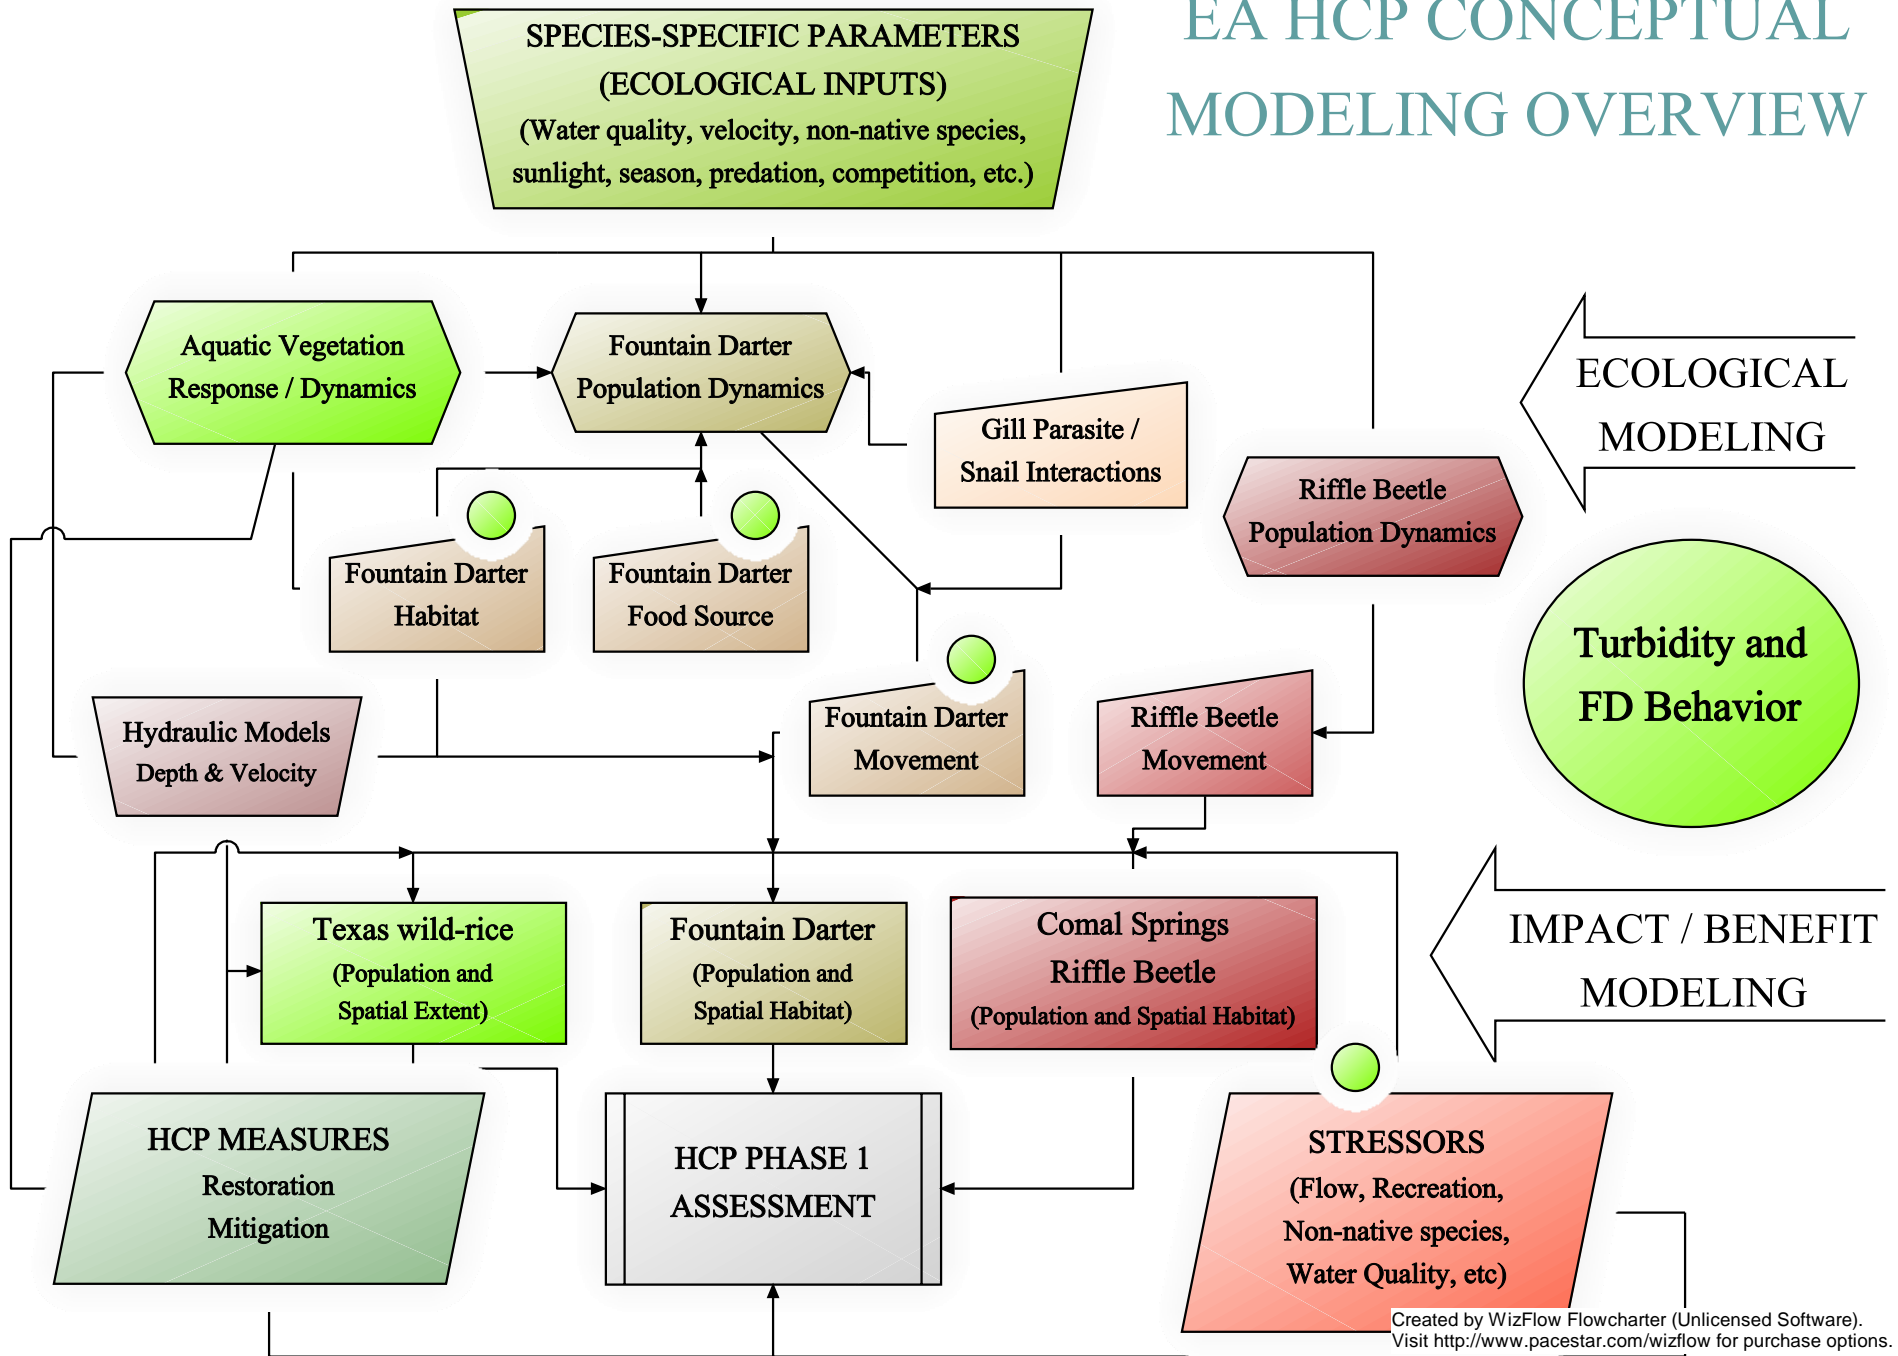 EA HCP CONCEPTUAL
MODELING OVERVIEW
SPECIES-SPECIFIC PARAMETERS
(ECOLOGICAL INPUTS)
(Water quality, velocity, non-native species,
sunlight, season, predation, competition, etc.)
Aquatic Vegetation
Response / Dynamics
Fountain Darter
Population Dynamics
Gill Parasite /
Snail Interactions
Riffle Beetle
Population Dynamics
ECOLOGICAL
MODELING
Fountain Darter
Habitat
Fountain Darter
Food Source
Turbidity and
FD Behavior
Hydraulic Models
Depth & Velocity
Fountain Darter
Movement
Riffle Beetle
Movement
Texas wild-rice
(Population and
Spatial Extent)
Fountain Darter
(Population and
Spatial Habitat)
Comal Springs
Riffle Beetle
(Population and Spatial Habitat)
IMPACT / BENEFIT
MODELING
HCP MEASURES
Restoration
Mitigation
HCP PHASE 1
ASSESSMENT
STRESSORS
(Flow, Recreation,
Non-native species,
Water Quality, etc)
Created by WizFlow Flowcharter (Unlicensed Software).
Visit http://www.pacestar.com/wizflow for purchase options.